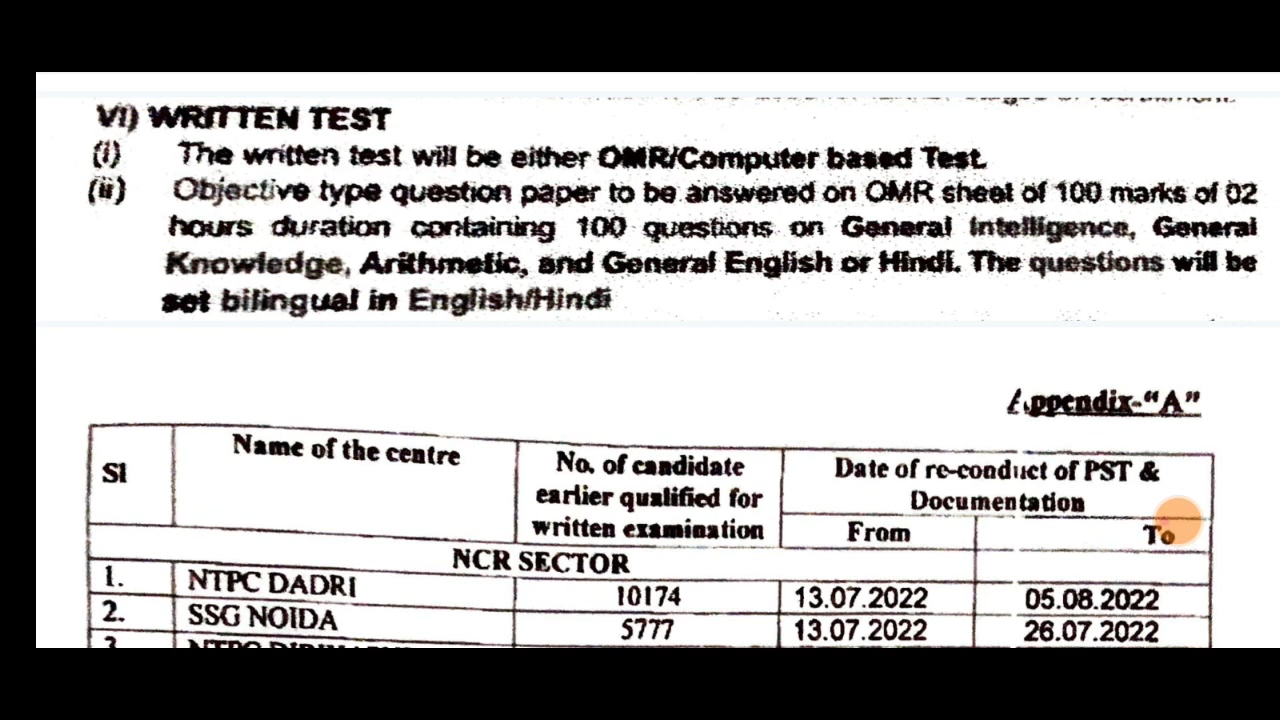 VI) WRITTEN TEST
(i) The written test will be either OMR/Computer based Test.
(ii) Objective type question paper to be answered on OMR sheet of 100 marks of 02
hours duration containing 100 questions on General Intelligence, General
Knowledge, Arithmetic, and General English or Hindi. The questions will be
set bilingual in English/Hindi
Appendix-"A"
Sl
Name of the centre
No. of candidate
earlier qualified for
written examination
Date of re-conduct of PST &
Documentation
From To
NCR SECTOR
1. NTPC DADRI 10174 13.07.2022 05.08.2022
2. SSG NOIDA 5777 13.07.2022 26.07.2022